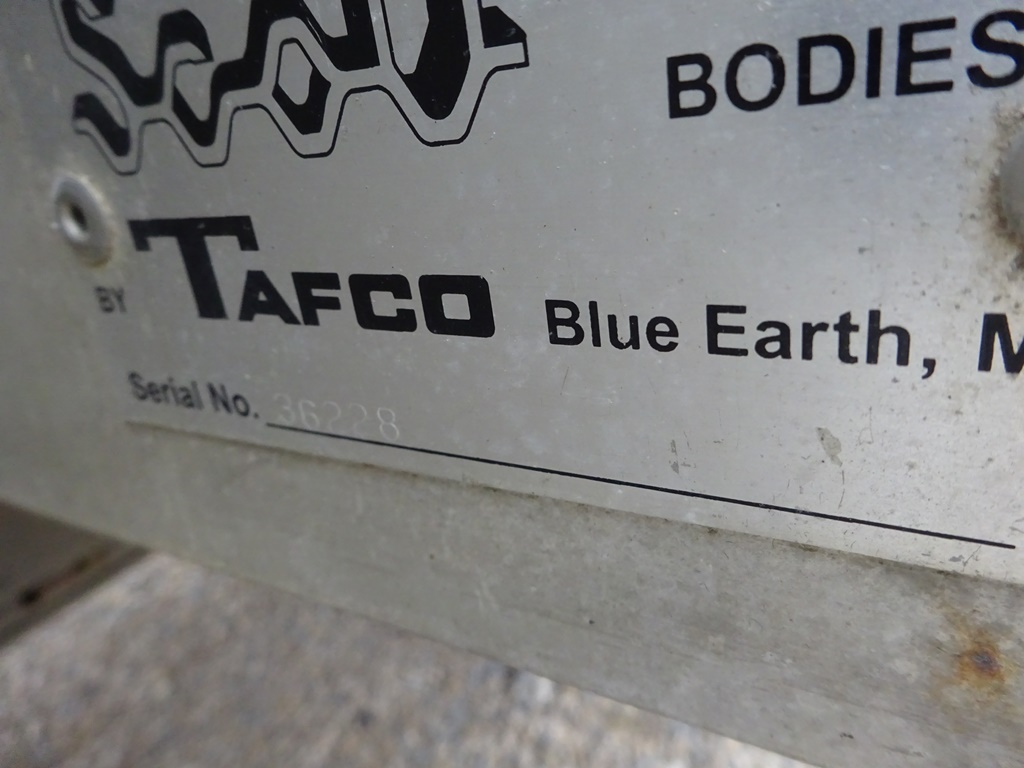 BODIES
BY TAFCO Blue Earth, M
Serial No. 36228